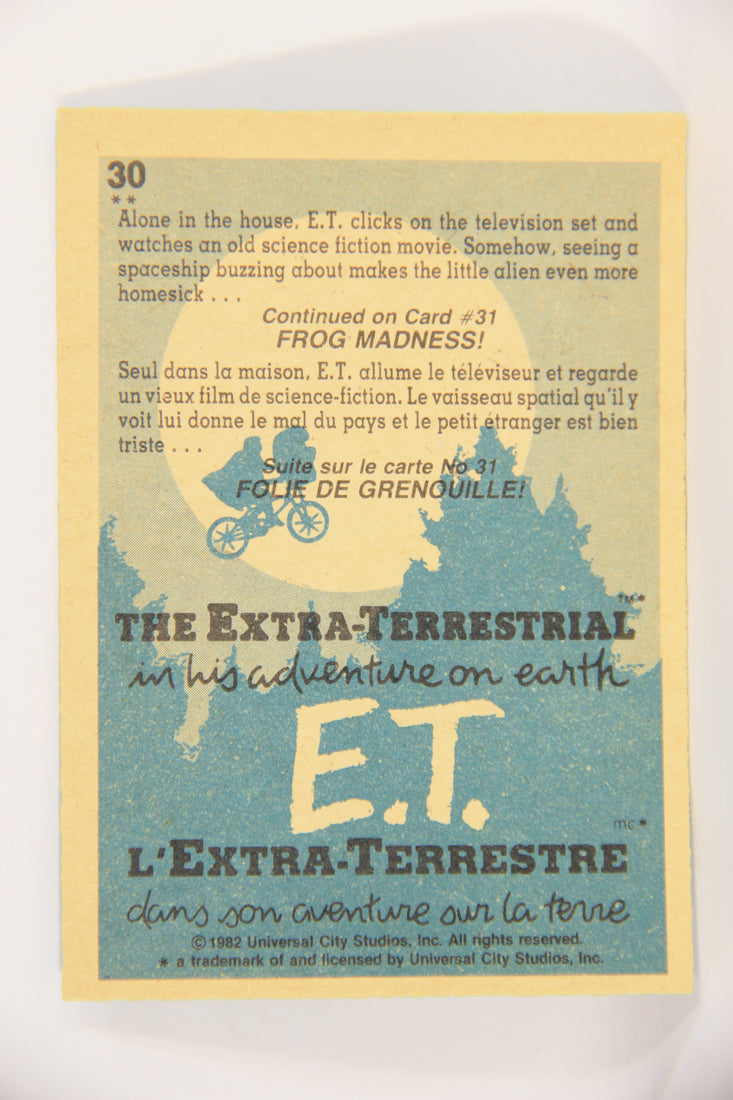 30
**
Alone in the house, E.T. clicks on the television set and
watches an old science fiction movie. Somehow, seeing a
spaceship buzzing about makes the little alien even more
homesick . . .
Continued on Card #31
FROG MADNESS!
Seul dans la maison, E.T. allume le téléviseur et regarde
un vieux film de science-fiction. Le vaisseau spatial qu'il y
voit lui donne le mal du pays et le petit étranger est bien
triste . . .
Suite sur le carte No 31
FOLIE DE GRENOUILLE!
THE EXTRA-TERRESTRIAL™*
in his adventure on earth
E.T.
mc*
L'EXTRA-TERRESTRE
dans son aventure sur la terre
©1982 Universal City Studios, Inc. All rights reserved.
* a trademark of and licensed by Universal City Studios, Inc.